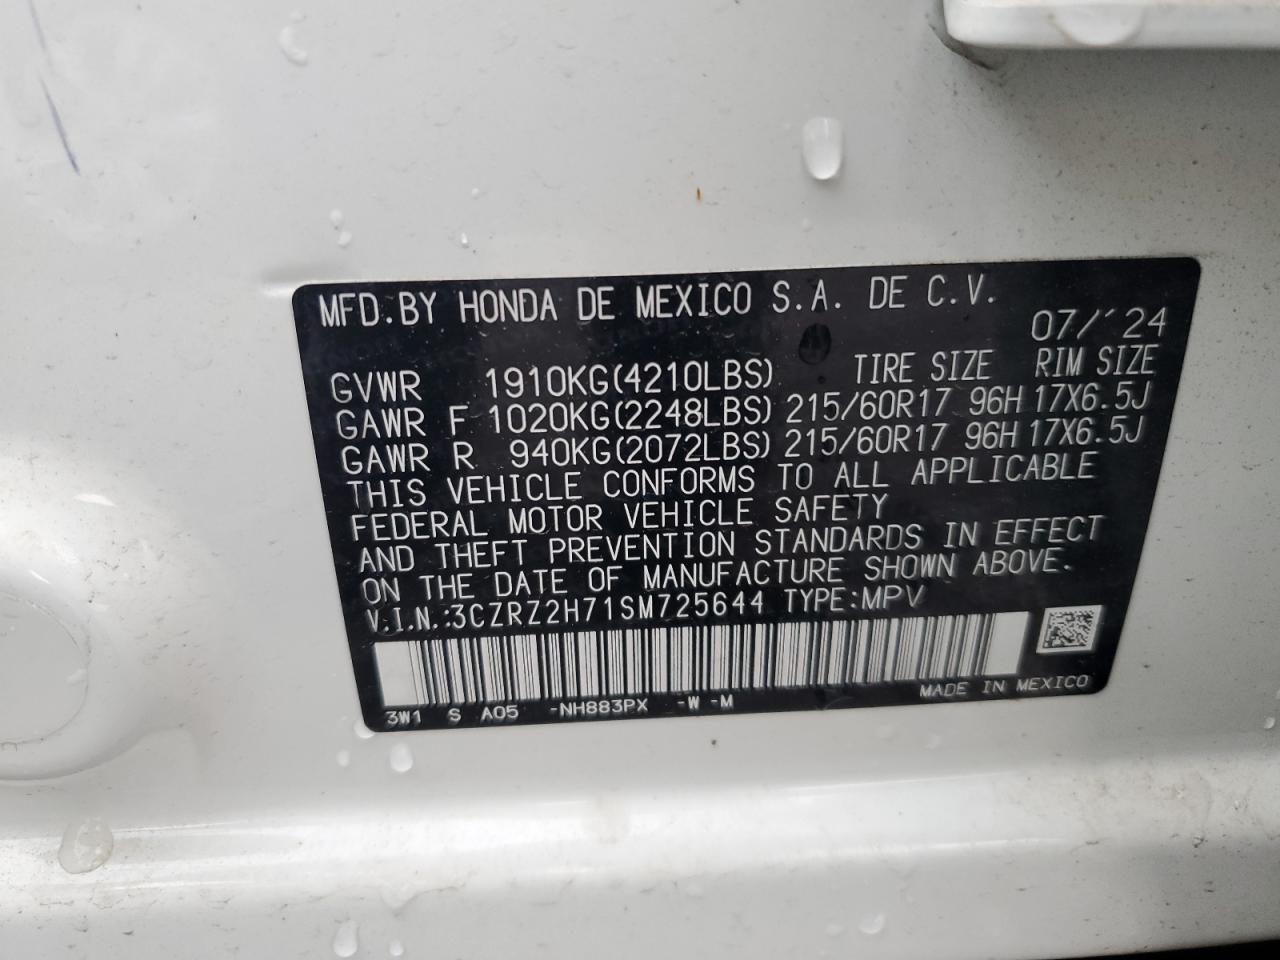 MFD. BY HONDA DE MEXICO S.A. DE C.V.
07/'24
GVWR 1910KG(4210LBS) TIRE SIZE RIM SIZE
GAWR F 1020KG(2248LBS) 215/60R17 96H 17X6.5J
GAWR R 940KG(2072LBS) 215/60R17 96H 17X6.5J
THIS VEHICLE CONFORMS TO ALL APPLICABLE
FEDERAL MOTOR VEHICLE SAFETY
AND THEFT PREVENTION STANDARDS IN EFFECT
ON THE DATE OF MANUFACTURE SHOWN ABOVE.
V.I.N.:3CZRZ2H71SM725644 TYPE:MPV
MADE IN MEXICO
3W1 S A05 -NH883PX -W -M